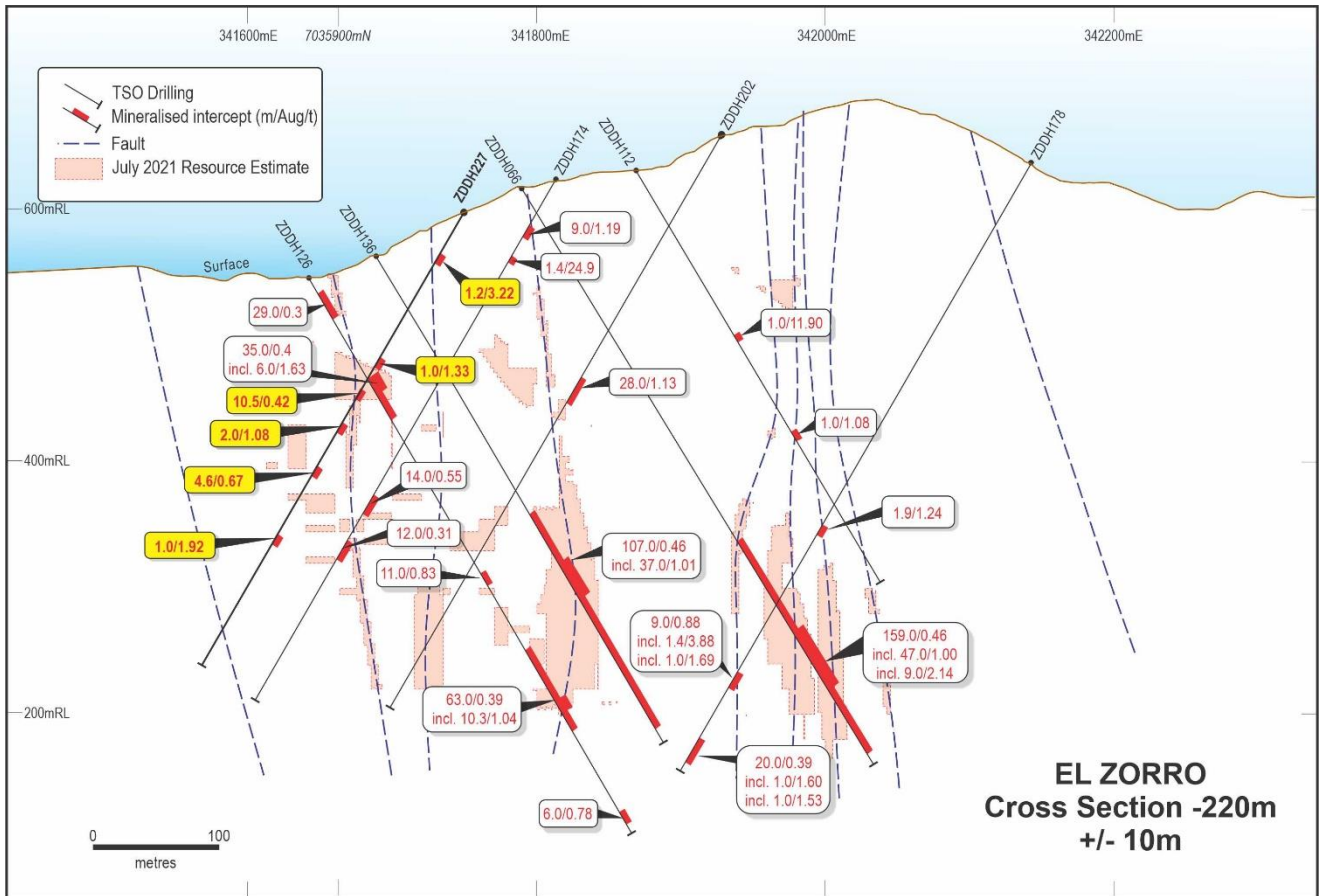 341600mE
7035900mN
341800mE
342000mE
342200mE
TSO Drilling
Mineralised intercept (m/Aug/t)
Fault
July 2021 Resource Estimate
ZDDH126
ZDDH136
ZDDH227
ZDDH066
ZDDH174
ZDDH112
ZDDH202
ZDDH178
600mRL
Surface
9.0/1.19
1.4/24.9
1.2/3.22
29.0/0.3
1.0/11.90
35.0/0.4
incl. 6.0/1.63
1.0/1.33
28.0/1.13
10.5/0.42
2.0/1.08
1.0/1.08
400mRL
4.6/0.67
14.0/0.55
1.9/1.24
12.0/0.31
1.0/1.92
11.0/0.83
107.0/0.46
incl. 37.0/1.01
9.0/0.88
incl. 1.4/3.88
incl. 1.0/1.69
159.0/0.46
incl. 47.0/1.00
incl. 9.0/2.14
200mRL
63.0/0.39
incl. 10.3/1.04
20.0/0.39
incl. 1.0/1.60
incl. 1.0/1.53
6.0/0.78
0 100
metres
EL ZORRO
Cross Section -220m
+/- 10m